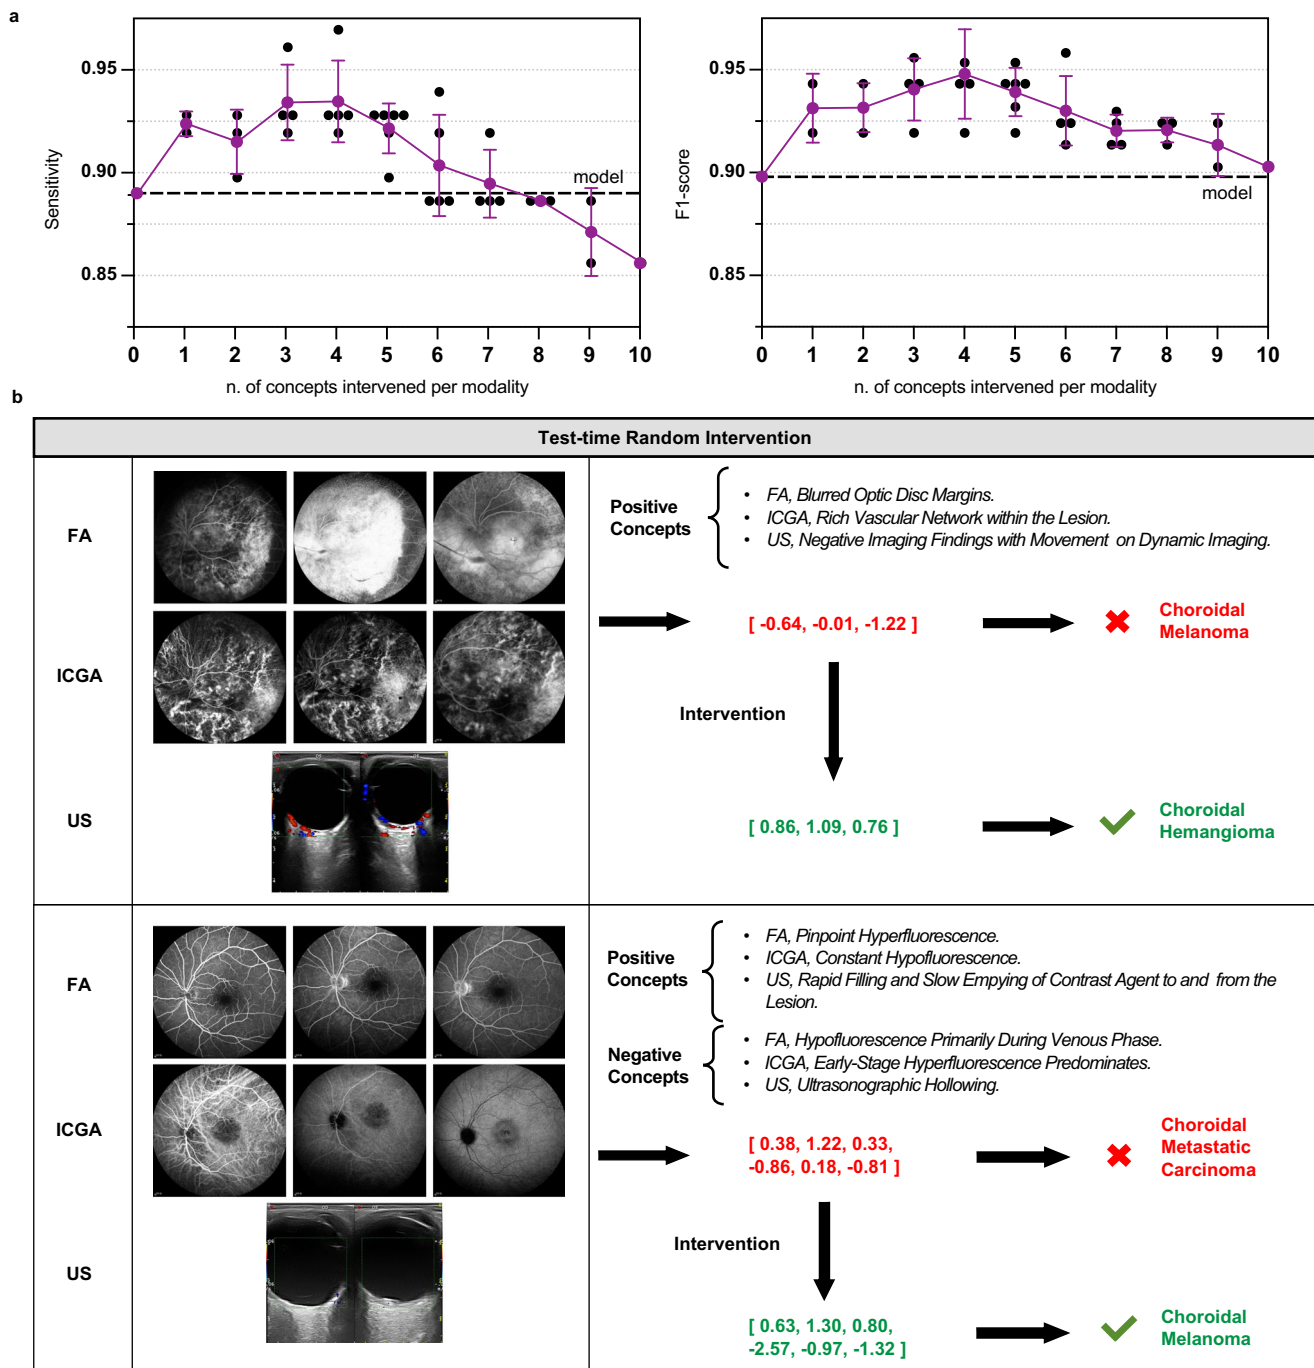 a
0.95
0.90
0.85
Sensitivity
model
0 1 2 3 4 5 6 7 8 9 10
n. of concepts intervened per modality
0.95
0.90
0.85
F1-score
model
0 1 2 3 4 5 6 7 8 9 10
n. of concepts intervened per modality
b
Test-time Random Intervention
FA
ICGA
US
Positive
Concepts
• FA, Blurred Optic Disc Margins.
• ICGA, Rich Vascular Network within the Lesion.
• US, Negative Imaging Findings with Movement on Dynamic Imaging.
[ -0.64, -0.01, -1.22 ]
Choroidal
Melanoma
Intervention
[ 0.86, 1.09, 0.76 ]
Choroidal
Hemangioma
FA
ICGA
US
Positive
Concepts
• FA, Pinpoint Hyperfluorescence.
• ICGA, Constant Hypofluorescence.
• US, Rapid Filling and Slow Empying of Contrast Agent to and from the
Lesion.
Negative
Concepts
• FA, Hypofluorescence Primarily During Venous Phase.
• ICGA, Early-Stage Hyperfluorescence Predominates.
• US, Ultrasonographic Hollowing.
[ 0.38, 1.22, 0.33,
-0.86, 0.18, -0.81 ]
Choroidal
Metastatic
Carcinoma
Intervention
[ 0.63, 1.30, 0.80,
-2.57, -0.97, -1.32 ]
Choroidal
Melanoma